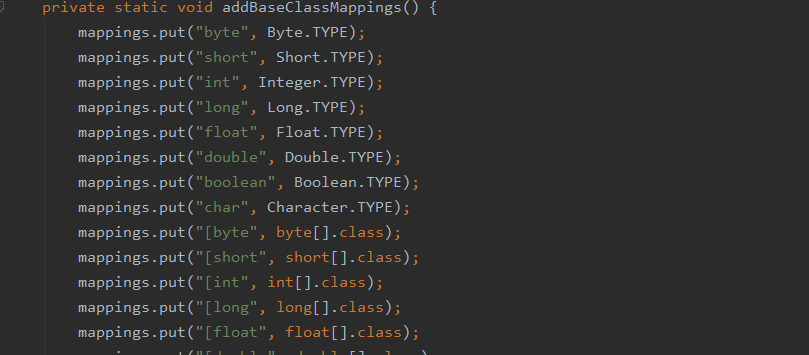 private static void addBaseClassMappings() {
mappings.put("byte", Byte.TYPE);
mappings.put("short", Short.TYPE);
mappings.put("int", Integer.TYPE);
mappings.put("long", Long.TYPE);
mappings.put("float", Float.TYPE);
mappings.put("double", Double.TYPE);
mappings.put("boolean", Boolean.TYPE);
mappings.put("char", Character.TYPE);
mappings.put("[byte", byte[].class);
mappings.put("[short", short[].class);
mappings.put("[int", int[].class);
mappings.put("[long", long[].class);
mappings.put("[float", float[].class);